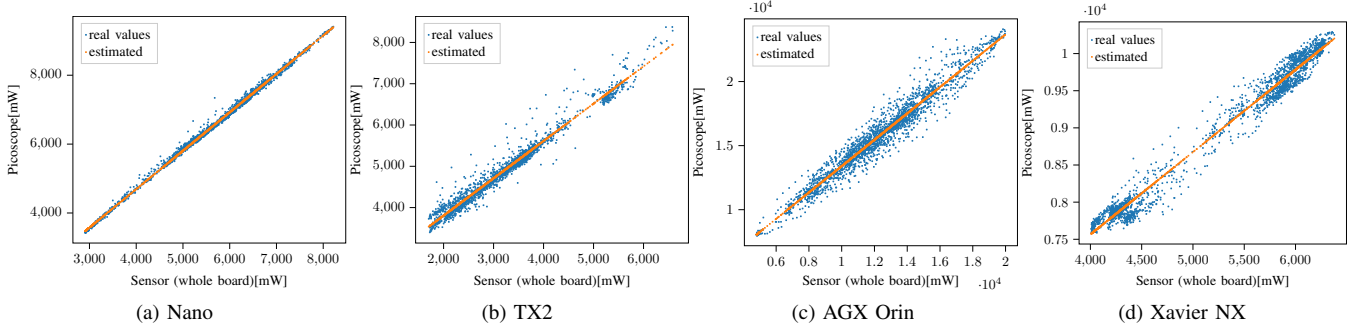 real values
estimated
8,000
6,000
4,000
Picoscope[mW]
3,000
4,000
5,000
6,000
7,000
8,000
Sensor (whole board)[mW]
(a) Nano
real values
estimated
8,000
7,000
6,000
5,000
4,000
Picoscope[mW]
2,000
3,000
4,000
5,000
6,000
Sensor (whole board)[mW]
(b) TX2
·10⁴
real values
estimated
2
2
1
1
Picoscope[mW]
0.6
0.8
1
1.2
1.4
1.6
1.8
2
·10⁴
Sensor (whole board)[mW]
(c) AGX Orin
·10⁴
real values
estimated
1
0.95
0.9
0.85
0.8
0.75
Picoscope[mW]
4,000
4,500
5,000
5,500
6,000
Sensor (whole board)[mW]
(d) Xavier NX